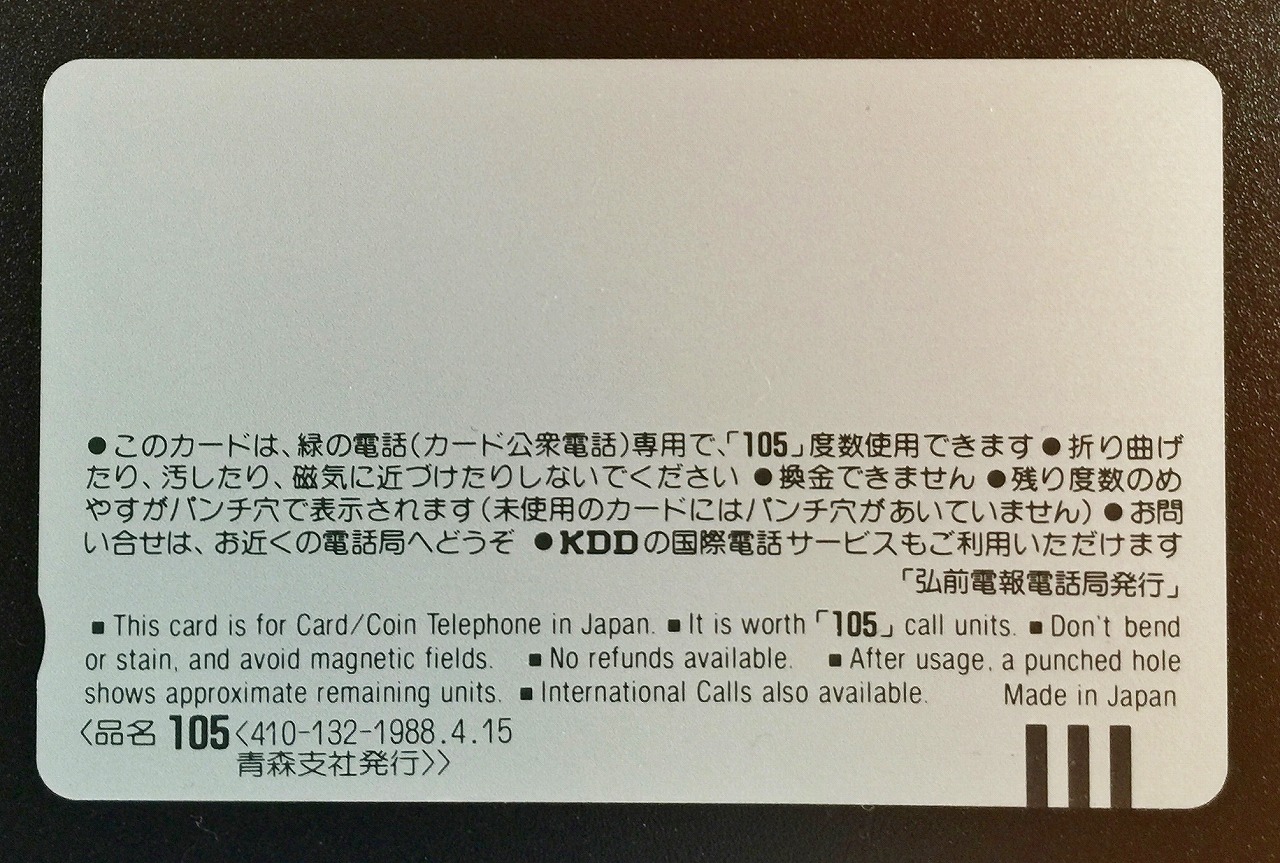 ●このカードは、緑の電話(カード公衆電話)専用で、「105」度数使用できます●折り曲げ
たり、汚したり、磁気に近づけたりしないでください ●換金できません ●残り度数のめ
やすがパンチ穴で表示されます(未使用のカードにはパンチ穴があいていません) ●お問
い合せは、お近くの電話局へどうぞ ●KDDの国際電話サービスもご利用いただけます
「弘前電報電話局発行」
■This card is for Card/Coin Telephone in Japan. ■It is worth「105」call units. ■Don't bend
or stain, and avoid magnetic fields. ■No refunds available. ■After usage, a punched hole
shows approximate remaining units. ■International Calls also available. Made in Japan
〈品名 105〈410-132-1988.4.15
青森支社発行〉〉